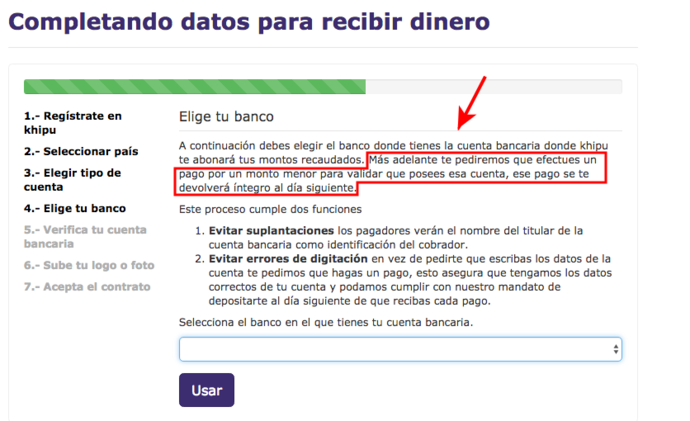 Completando datos para recibir dinero
1.- Regístrate en
khipu
2.- Seleccionar país
3.- Elegir tipo de
cuenta
4.- Elige tu banco
5.- Verifica tu cuenta
bancaria
6.- Sube tu logo o foto
7.- Acepta el contrato
Elige tu banco
A continuación debes elegir el banco donde tienes la cuenta bancaria donde khipu
te abonará tus montos recaudados. Más adelante te pediremos que efectues un
pago por un monto menor para validar que posees esa cuenta, ese pago se te
devolverá íntegro al día siguiente.
Este proceso cumple dos funciones
1. Evitar suplantaciones los pagadores verán el nombre del titular de la
cuenta bancaria como identificación del cobrador.
2. Evitar errores de digitación en vez de pedirte que escribas los datos de la
cuenta te pedimos que hagas un pago, esto asegura que tengamos los datos
correctos de tu cuenta y podamos cumplir con nuestro mandato de
depositarte al día siguiente de que recibas cada pago.
Selecciona el banco en el que tienes tu cuenta bancaria.
Usar